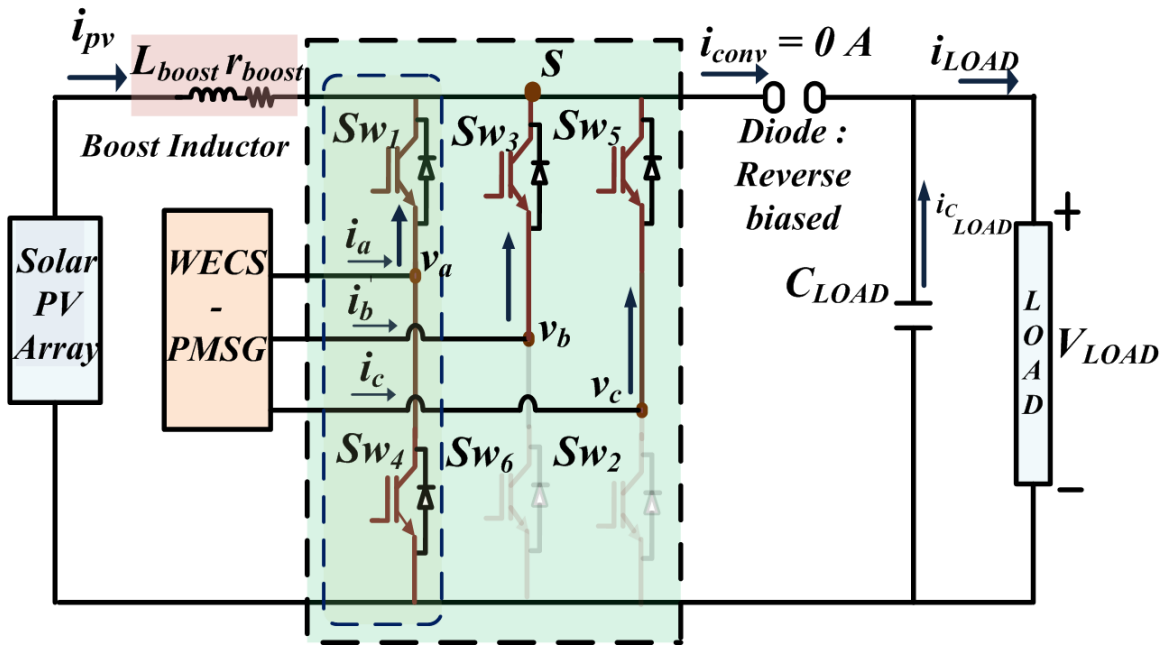 i_pv
L_boost r_boost
Boost Inductor
S
i_conv = 0 A
i_LOAD
Diode :
Reverse
biased
Sw_1
Sw_3
Sw_5
Solar
PV
Array
WECS
-
PMSG
i_a
i_b
i_c
v_a
v_b
v_c
Sw_4
Sw_6
Sw_2
i_C_LOAD
C_LOAD
+
LOAD
V_LOAD
−